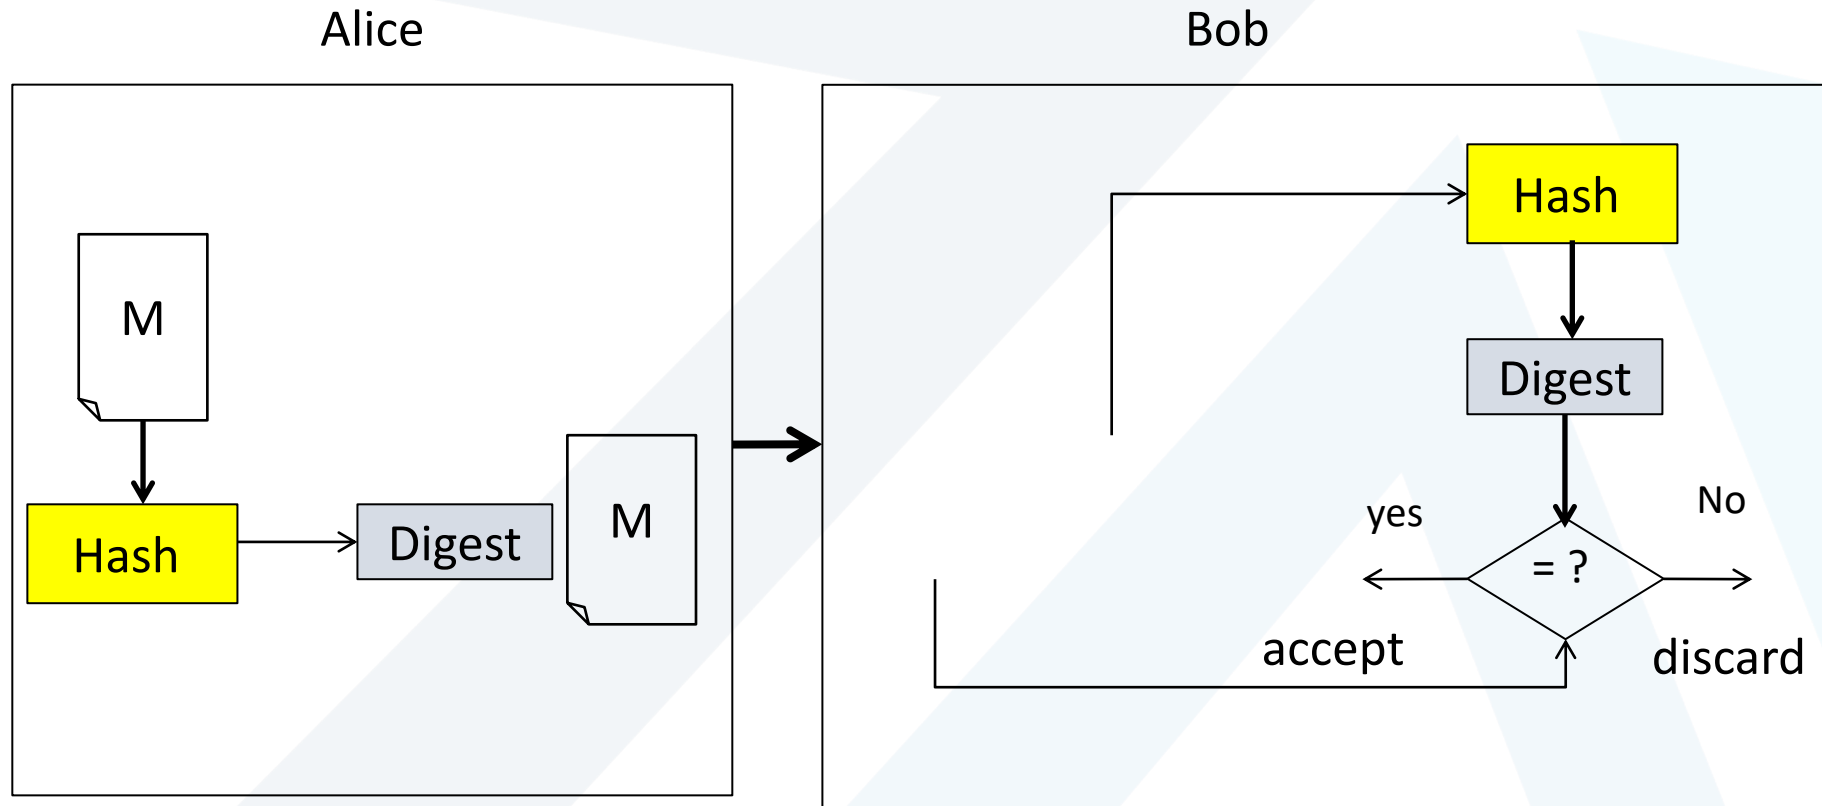 Alice
Bob
M
Hash
Digest
M
Hash
Digest
yes
No
= ?
accept
discard